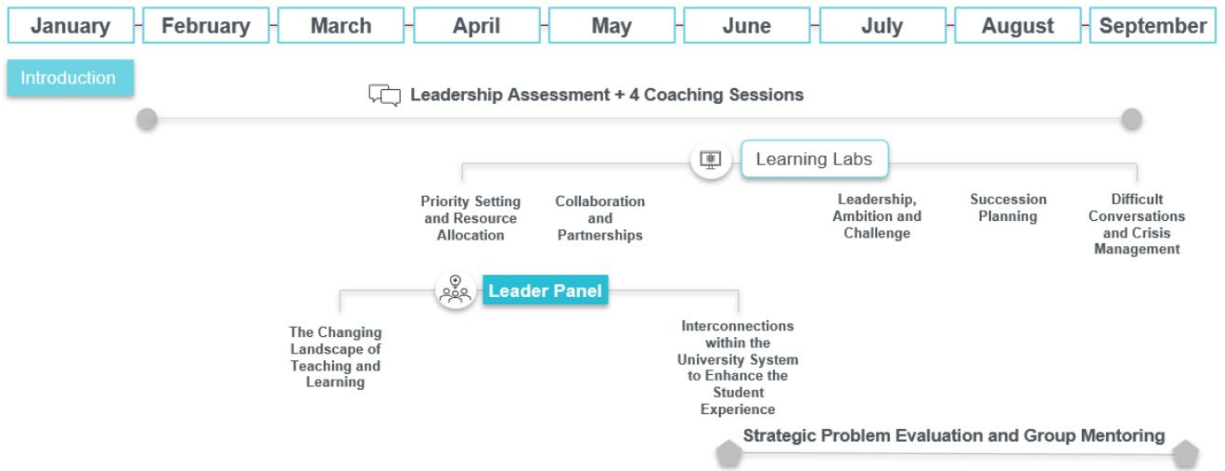 January
February
March
April
May
June
July
August
September
Introduction
Leadership Assessment + 4 Coaching Sessions
Learning Labs
Priority Setting
and Resource
Allocation
Collaboration
and
Partnerships
Leadership,
Ambition and
Challenge
Succession
Planning
Difficult
Conversations
and Crisis
Management
Leader Panel
The Changing
Landscape of
Teaching and
Learning
Interconnections
within the
University System
to Enhance the
Student
Experience
Strategic Problem Evaluation and Group Mentoring